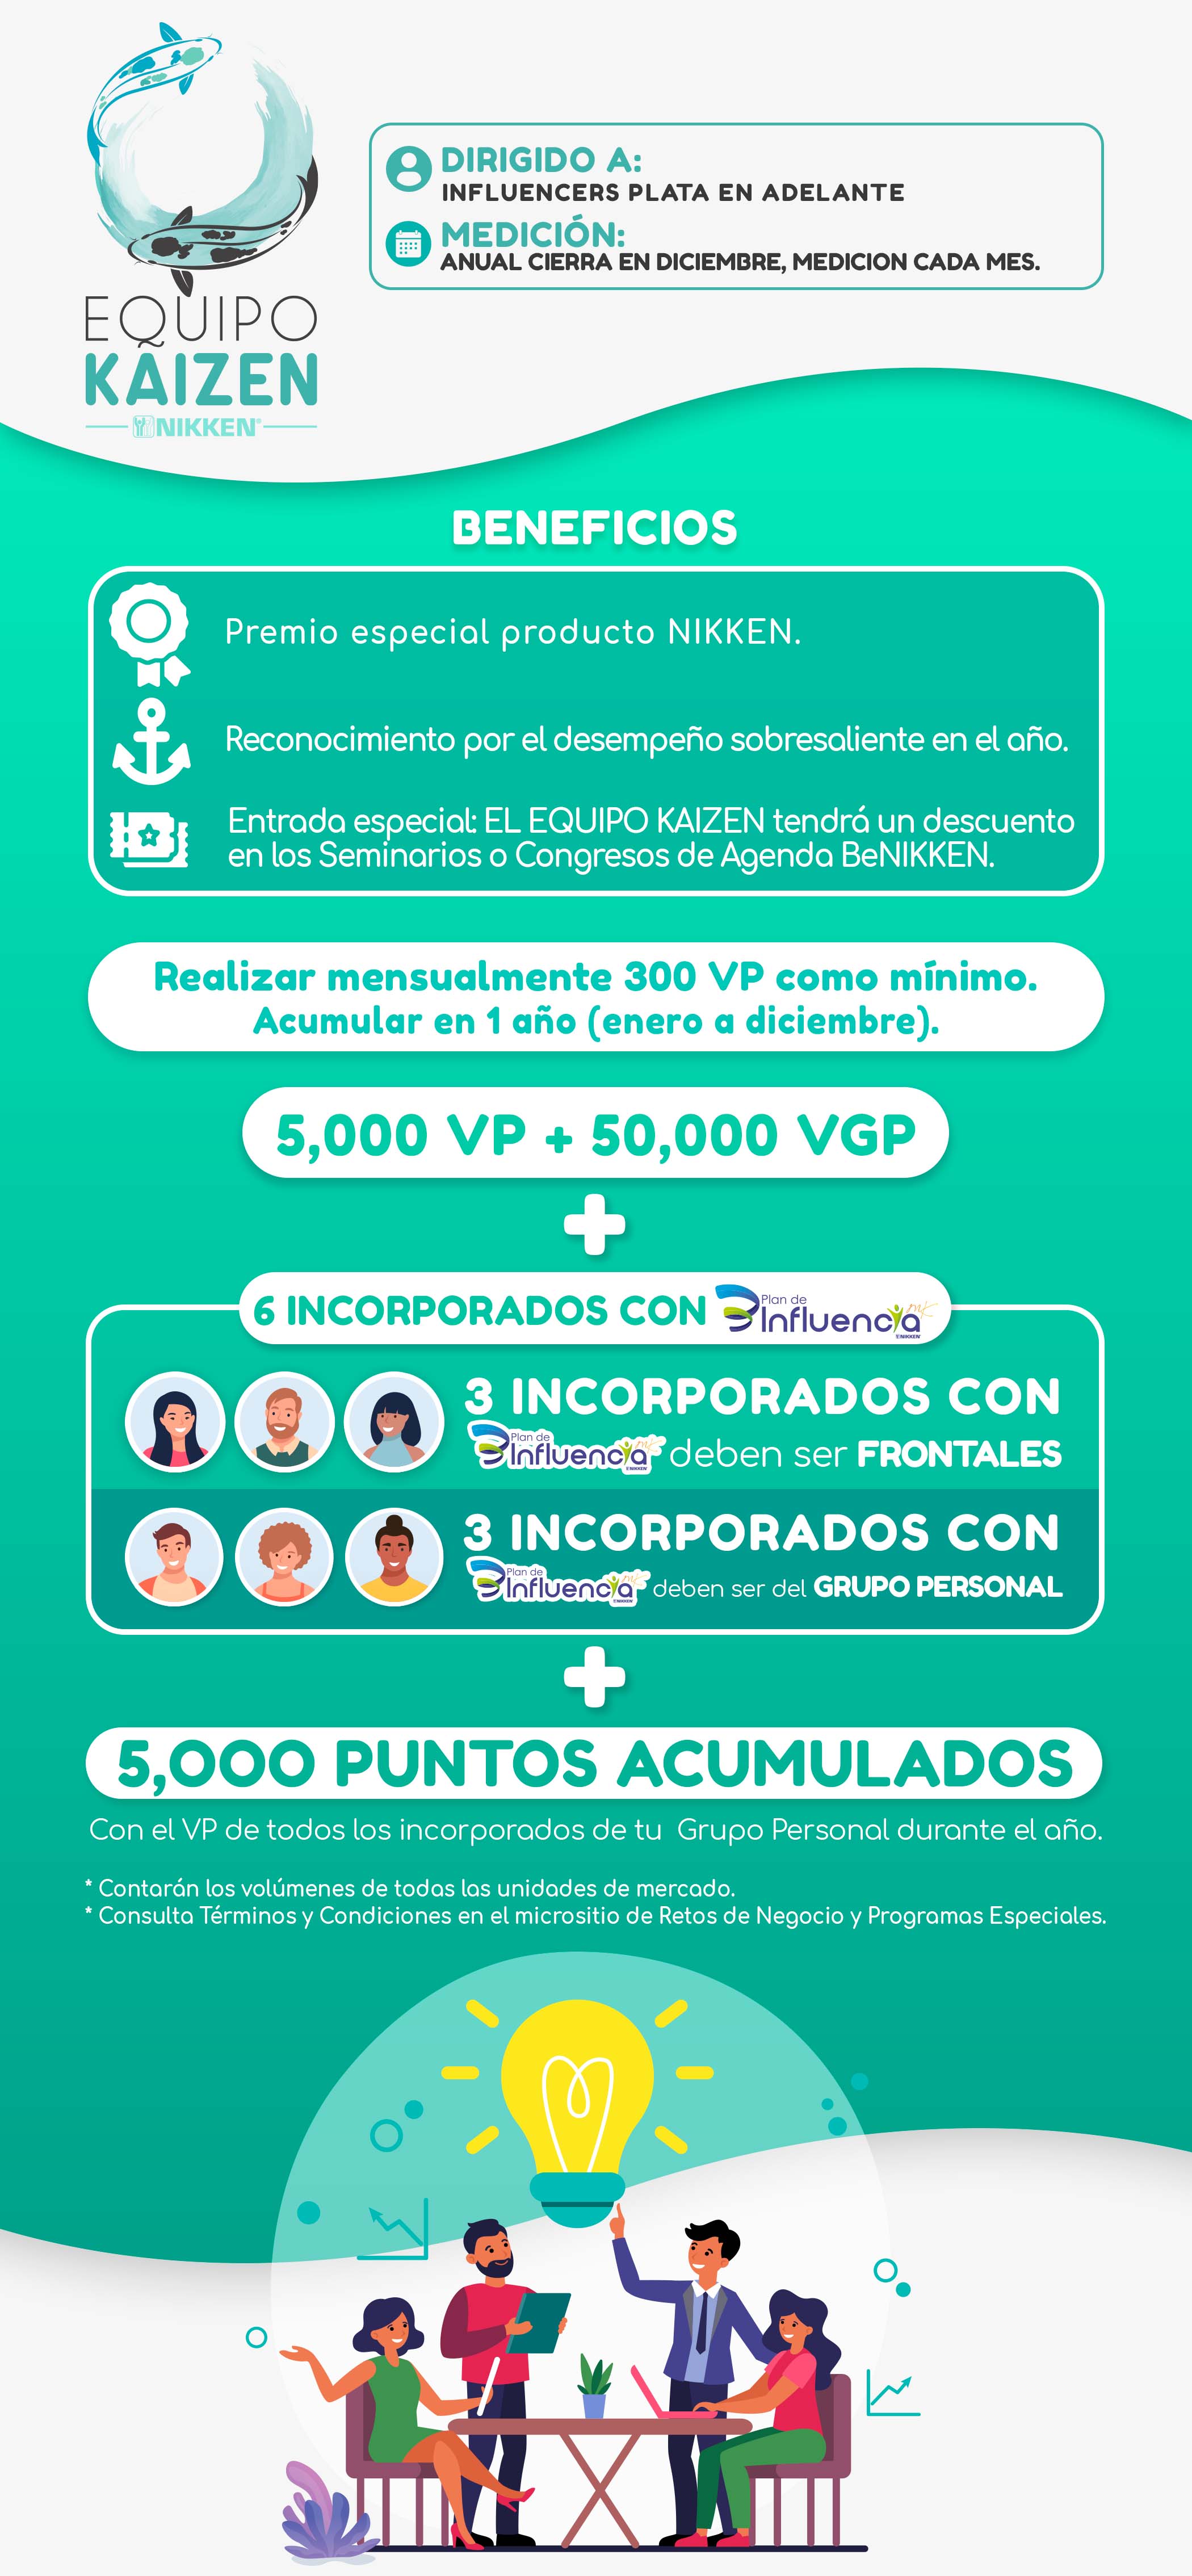 EQUIPO
KAIZEN
NIKKEN®
DIRIGIDO A:
INFLUENCERS PLATA EN ADELANTE
MEDICIÓN:
ANUAL CIERRA EN DICIEMBRE, MEDICION CADA MES.
BENEFICIOS
Premio especial producto NIKKEN.
Reconocimiento por el desempeño sobresaliente en el año.
Entrada especial: EL EQUIPO KAIZEN tendrá un descuento
en los Seminarios o Congresos de Agenda BeNIKKEN.
Realizar mensualmente 300 VP como mínimo.
Acumular en 1 año (enero a diciembre).
5,000 VP + 50,000 VGP
+
6 INCORPORADOS CON Plan de Influencia NIKKEN
3 INCORPORADOS CON
Plan de Influencia NIKKEN deben ser FRONTALES
3 INCORPORADOS CON
Plan de Influencia NIKKEN deben ser del GRUPO PERSONAL
+
5,000 PUNTOS ACUMULADOS
Con el VP de todos los incorporados de tu Grupo Personal durante el año.
* Contarán los volúmenes de todas las unidades de mercado.
* Consulta Términos y Condiciones en el micrositio de Retos de Negocio y Programas Especiales.